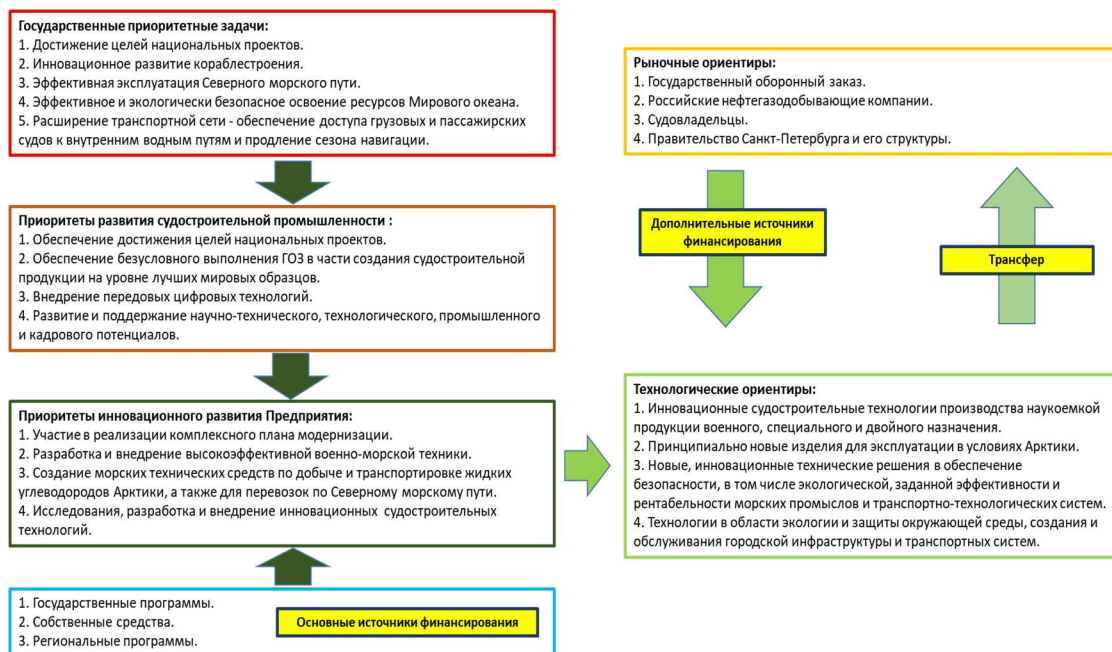 Государственные приоритетные задачи:
1. Достижение целей национальных проектов.
2. Инновационное развитие кораблестроения.
3. Эффективная эксплуатация Северного морского пути.
4. Эффективное и экологически безопасное освоение ресурсов Мирового океана.
5. Расширение транспортной сети - обеспечение доступа грузовых и пассажирских
судов к внутренним водным путям и продление сезона навигации.
Приоритеты развития судостроительной промышленности :
1. Обеспечение достижения целей национальных проектов.
2. Обеспечение безусловного выполнения ГОЗ в части создания судостроительной
продукции на уровне лучших мировых образцов.
3. Внедрение передовых цифровых технологий.
4. Развитие и поддержание научно-технического, технологического, промышленного
и кадрового потенциалов.
Приоритеты инновационного развития Предприятия:
1. Участие в реализации комплексного плана модернизации.
2. Разработка и внедрение высокоэффективной военно-морской техники.
3. Создание морских технических средств по добыче и транспортировке жидких
углеводородов Арктики, а также для перевозок по Северному морскому пути.
4. Исследования, разработка и внедрение инновационных судостроительных
технологий.
1. Государственные программы.
2. Собственные средства.
3. Региональные программы.
Основные источники финансирования
Рыночные ориентиры:
1. Государственный оборонный заказ.
2. Российские нефтегазодобывающие компании.
3. Судовладельцы.
4. Правительство Санкт-Петербурга и его структуры.
Дополнительные источники
финансирования
Трансфер
Технологические ориентиры:
1. Инновационные судостроительные технологии производства наукоемкой
продукции военного, специального и двойного назначения.
2. Принципиально новые изделия для эксплуатации в условиях Арктики.
3. Новые, инновационные технические решения в обеспечение
безопасности, в том числе экологической, заданной эффективности и
рентабельности морских промыслов и транспортно-технологических систем.
4. Технологии в области экологии и защиты окружающей среды, создания и
обслуживания городской инфраструктуры и транспортных систем.